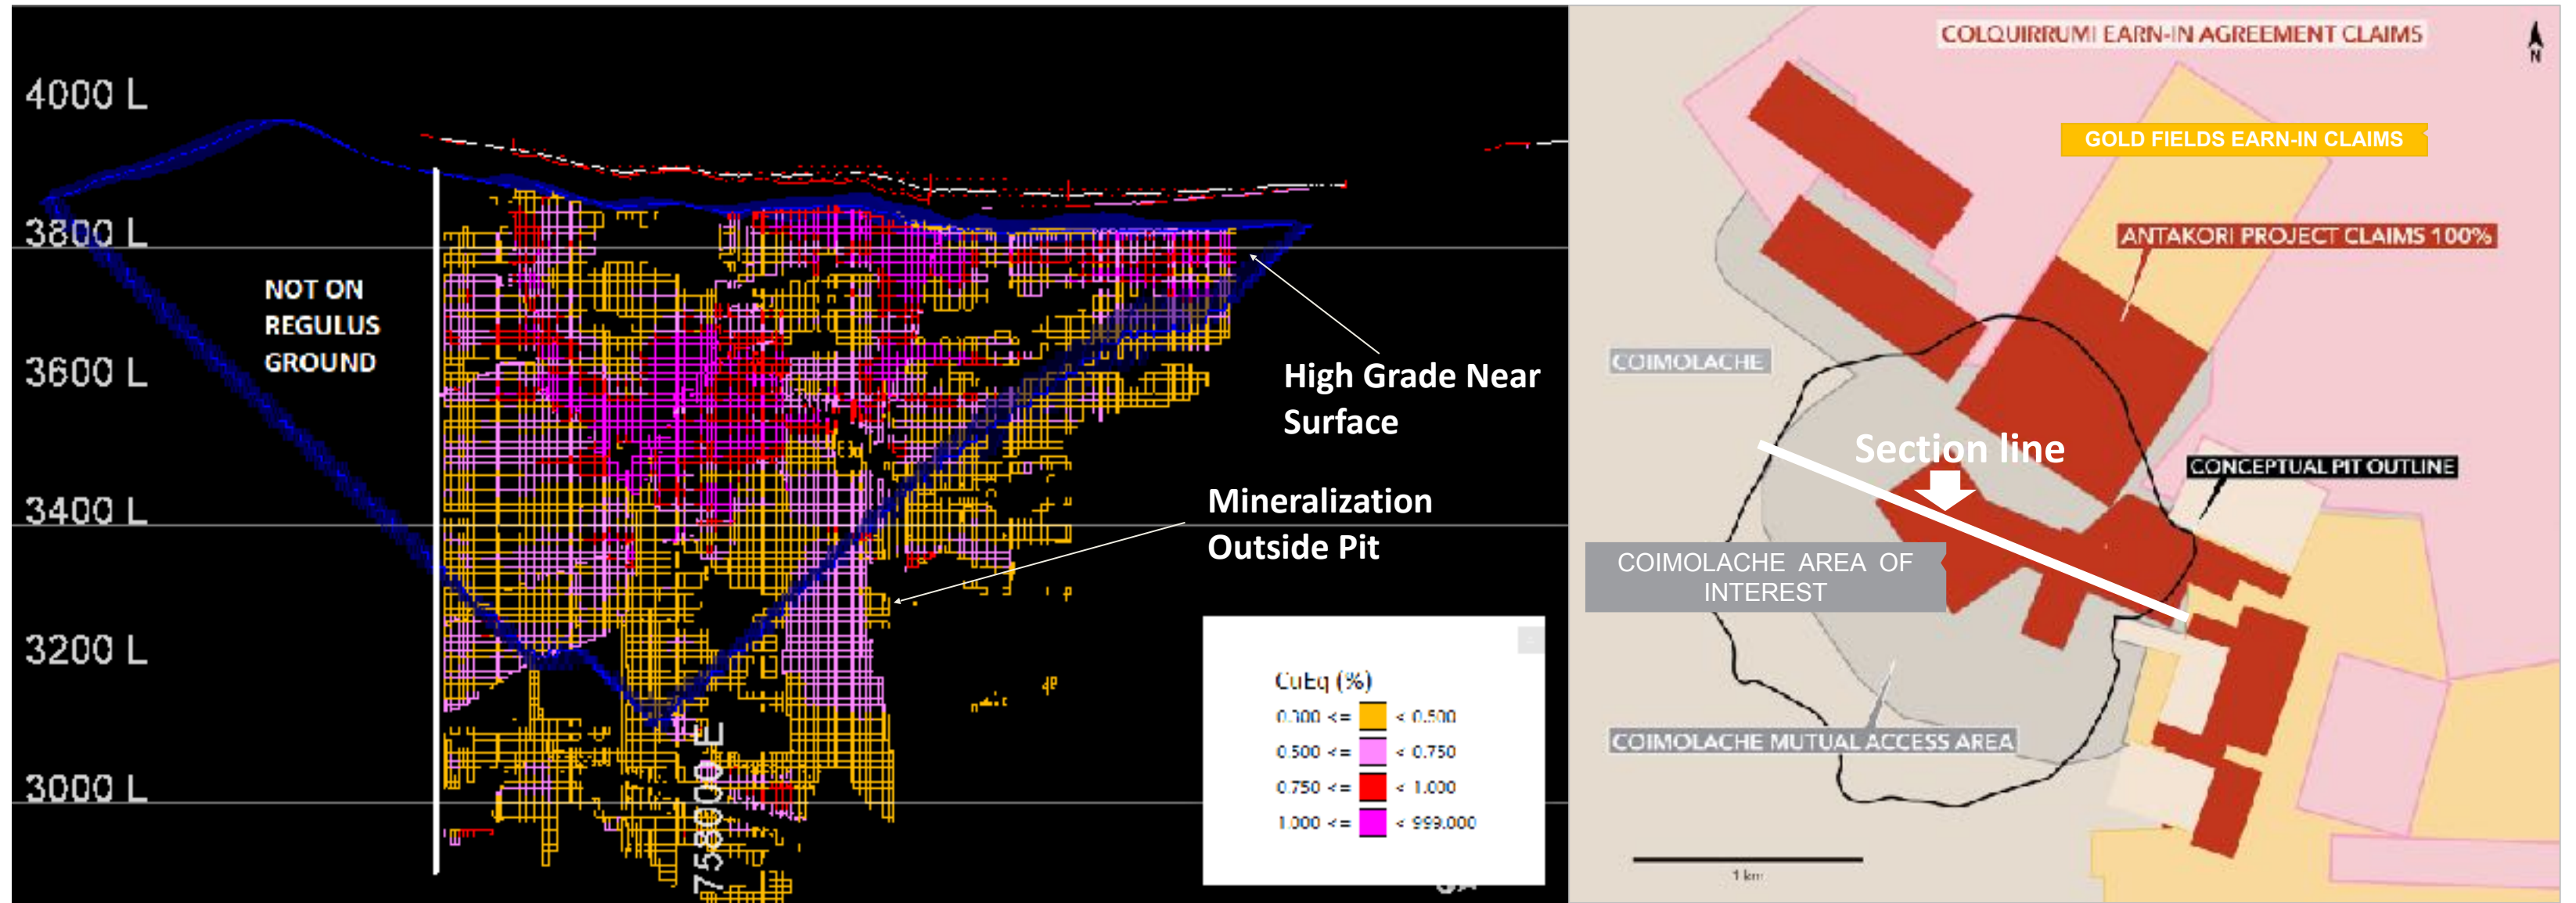 4000 L
3800 L
3600 L
3400 L
3200 L
3000 L
NOT ON
REGULUS
GROUND
758000 E
High Grade Near
Surface
Mineralization
Outside Pit
CuEq (%)
0.300 <= < 0.500
0.500 <= < 0.750
0.750 <= < 1.000
1.000 <= < 999.000
COLQUIRRUMI EARN-IN AGREEMENT CLAIMS
N
GOLD FIELDS EARN-IN CLAIMS
ANTAKORI PROJECT CLAIMS 100%
COIMOLACHE
Section line
CONCEPTUAL PIT OUTLINE
COIMOLACHE AREA OF
INTEREST
COIMOLACHE MUTUAL ACCESS AREA
1 km